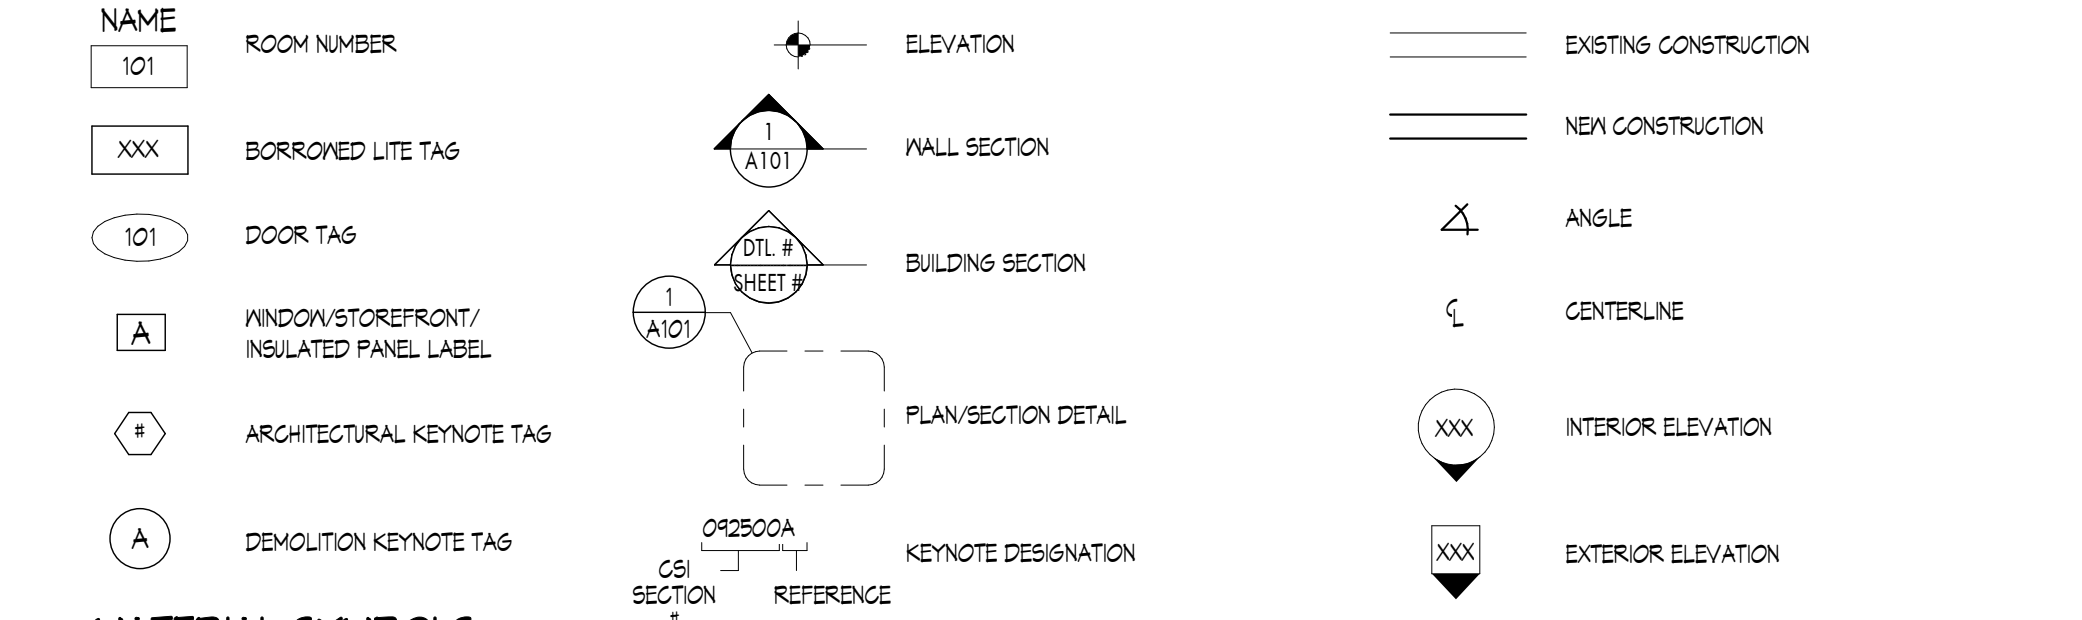 NAME
101
ROOM NUMBER
XXX
BORROWED LITE TAG
101
DOOR TAG
A
WINDOW/STOREFRONT/
INSULATED PANEL LABEL
#
ARCHITECTURAL KEYNOTE TAG
A
DEMOLITION KEYNOTE TAG
MATERIAL SYMBOLS
ELEVATION
1
A101
WALL SECTION
DTL. #
SHEET #
BUILDING SECTION
1
A101
PLAN/SECTION DETAIL
092500A
CSI
SECTION
#
REFERENCE
KEYNOTE DESIGNATION
EXISTING CONSTRUCTION
NEW CONSTRUCTION
ANGLE
℄
CENTERLINE
XXX
INTERIOR ELEVATION
XXX
EXTERIOR ELEVATION